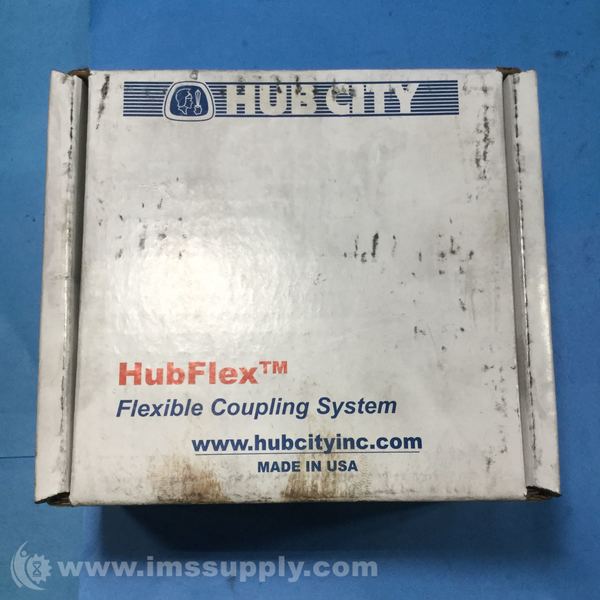 HUB CITY
HubFlex™
Flexible Coupling System
www.hubcityinc.com
MADE IN USA
www.imssupply.com